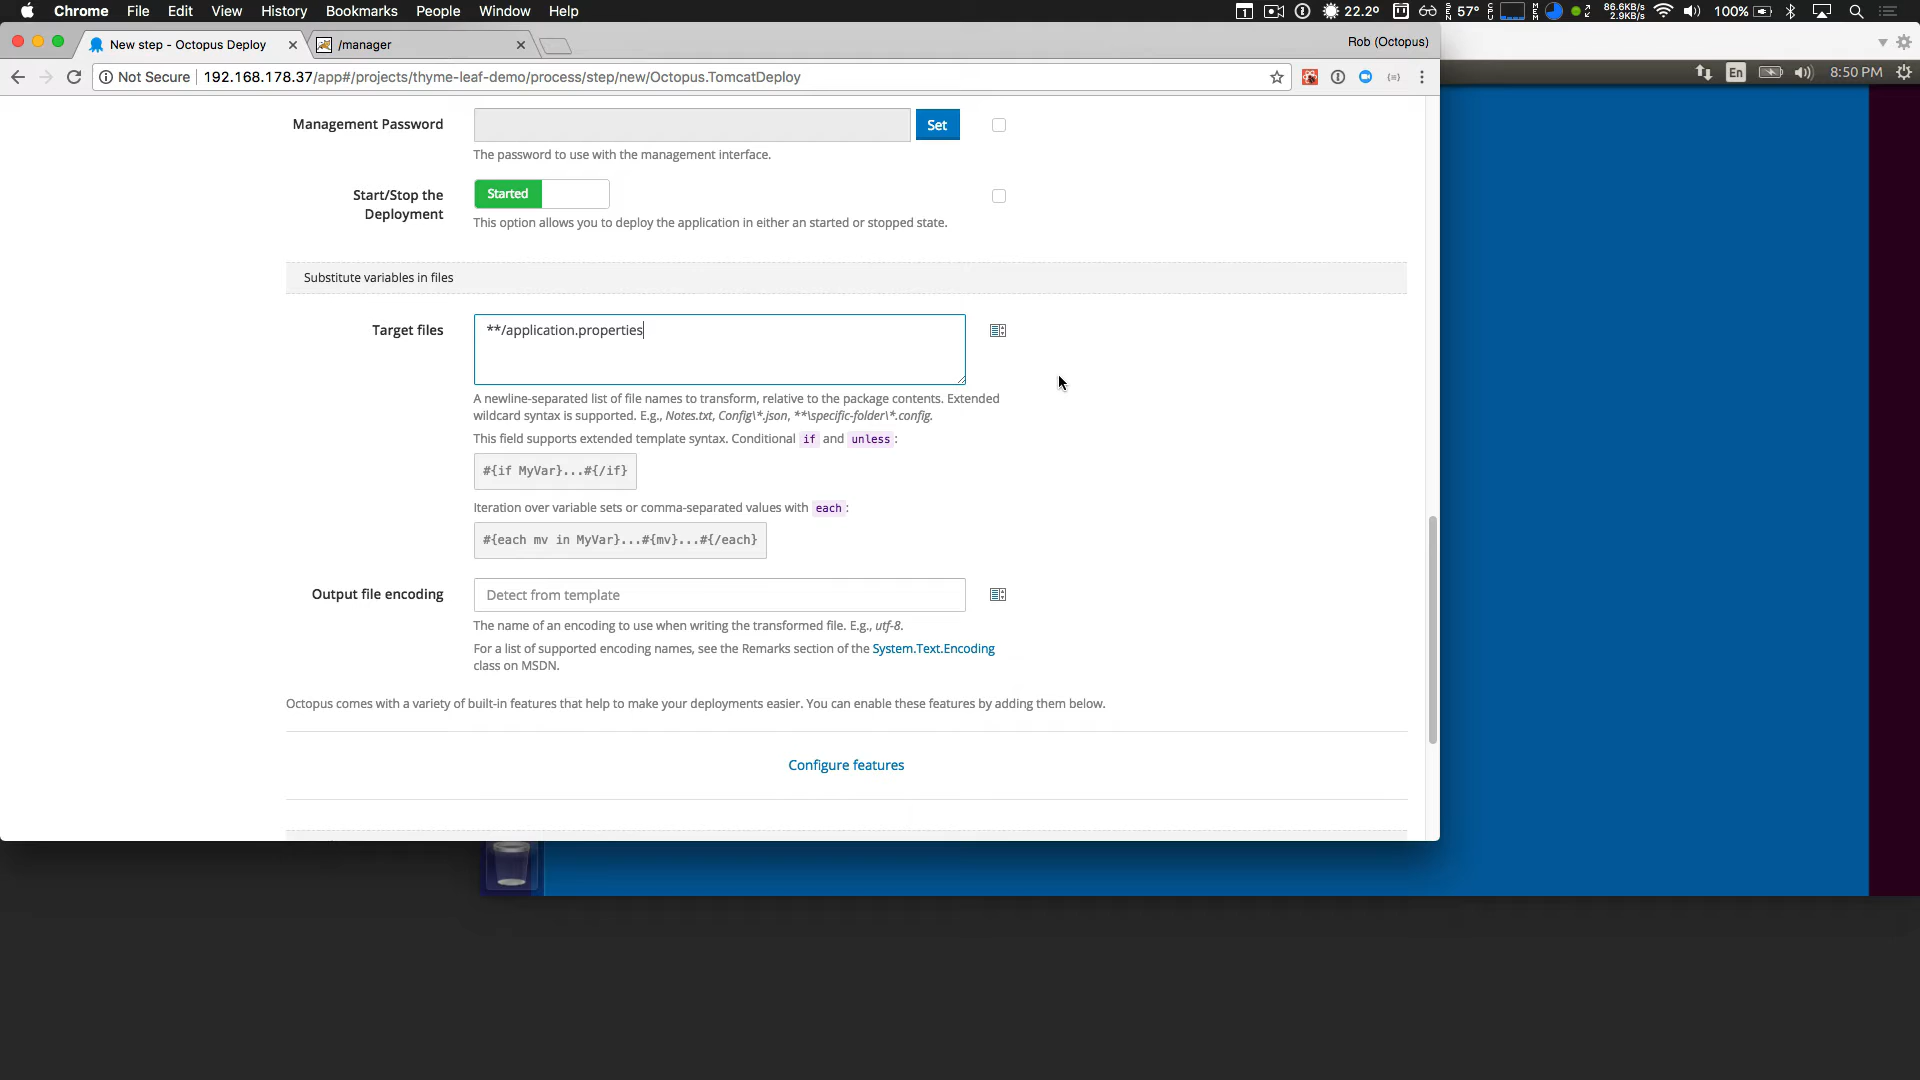 Chrome File Edit View History Bookmarks People Window Help
22.2° 57° 86.6KB/s 2.9KB/s 100%
New step - Octopus Deploy
/manager
Rob (Octopus)
Not Secure 192.168.178.37/app#/projects/thyme-leaf-demo/process/step/new/Octopus.TomcatDeploy
En 8:50 PM
Management Password
Set
The password to use with the management interface.
Start/Stop the
Deployment
Started
This option allows you to deploy the application in either an started or stopped state.
Substitute variables in files
Target files
**/application.properties
A newline-separated list of file names to transform, relative to the package contents. Extended
wildcard syntax is supported. E.g., Notes.txt, Config\*.json, **\specific-folder\*.config.
This field supports extended template syntax. Conditional if and unless:
#{if MyVar}...#{/if}
Iteration over variable sets or comma-separated values with each:
#{each mv in MyVar}...#{mv}...#{/each}
Output file encoding
Detect from template
The name of an encoding to use when writing the transformed file. E.g., utf-8.
For a list of supported encoding names, see the Remarks section of the System.Text.Encoding
class on MSDN.
Octopus comes with a variety of built-in features that help to make your deployments easier. You can enable these features by adding them below.
Configure features